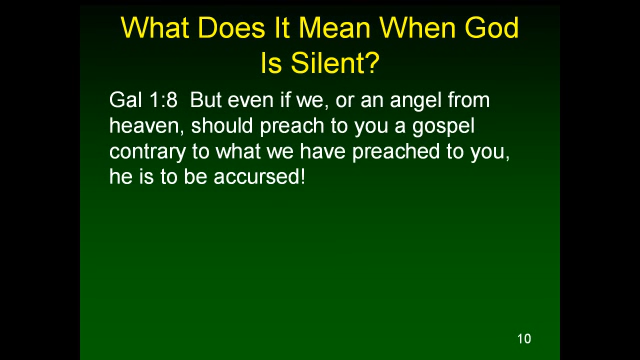 What Does It Mean When God
Is Silent?
Gal 1:8  But even if we, or an angel from
heaven, should preach to you a gospel
contrary to what we have preached to you,
he is to be accursed!
10